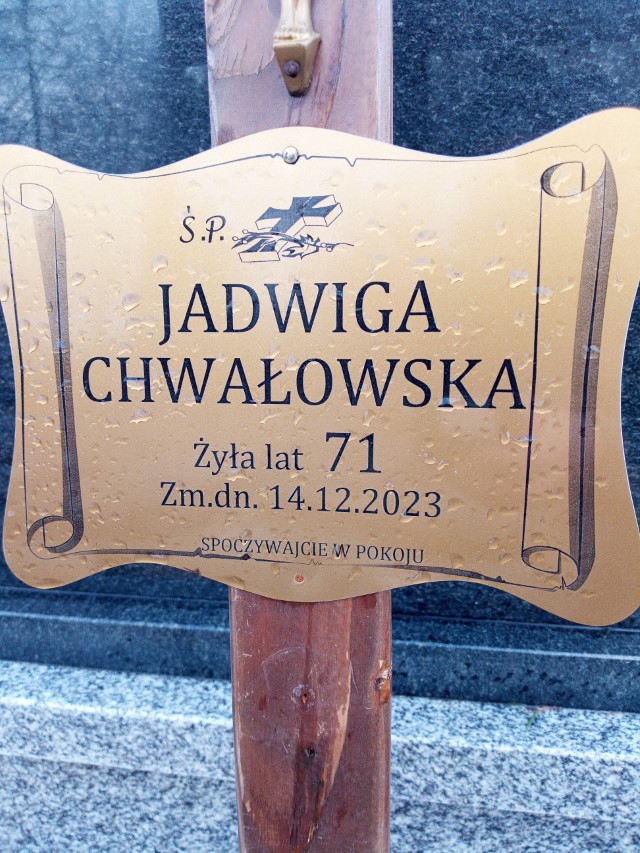 Ś.P.
JADWIGA
CHWAŁOWSKA
Żyła lat 71
Zm.dn. 14.12.2023
SPOCZYWAJCIE W POKOJU